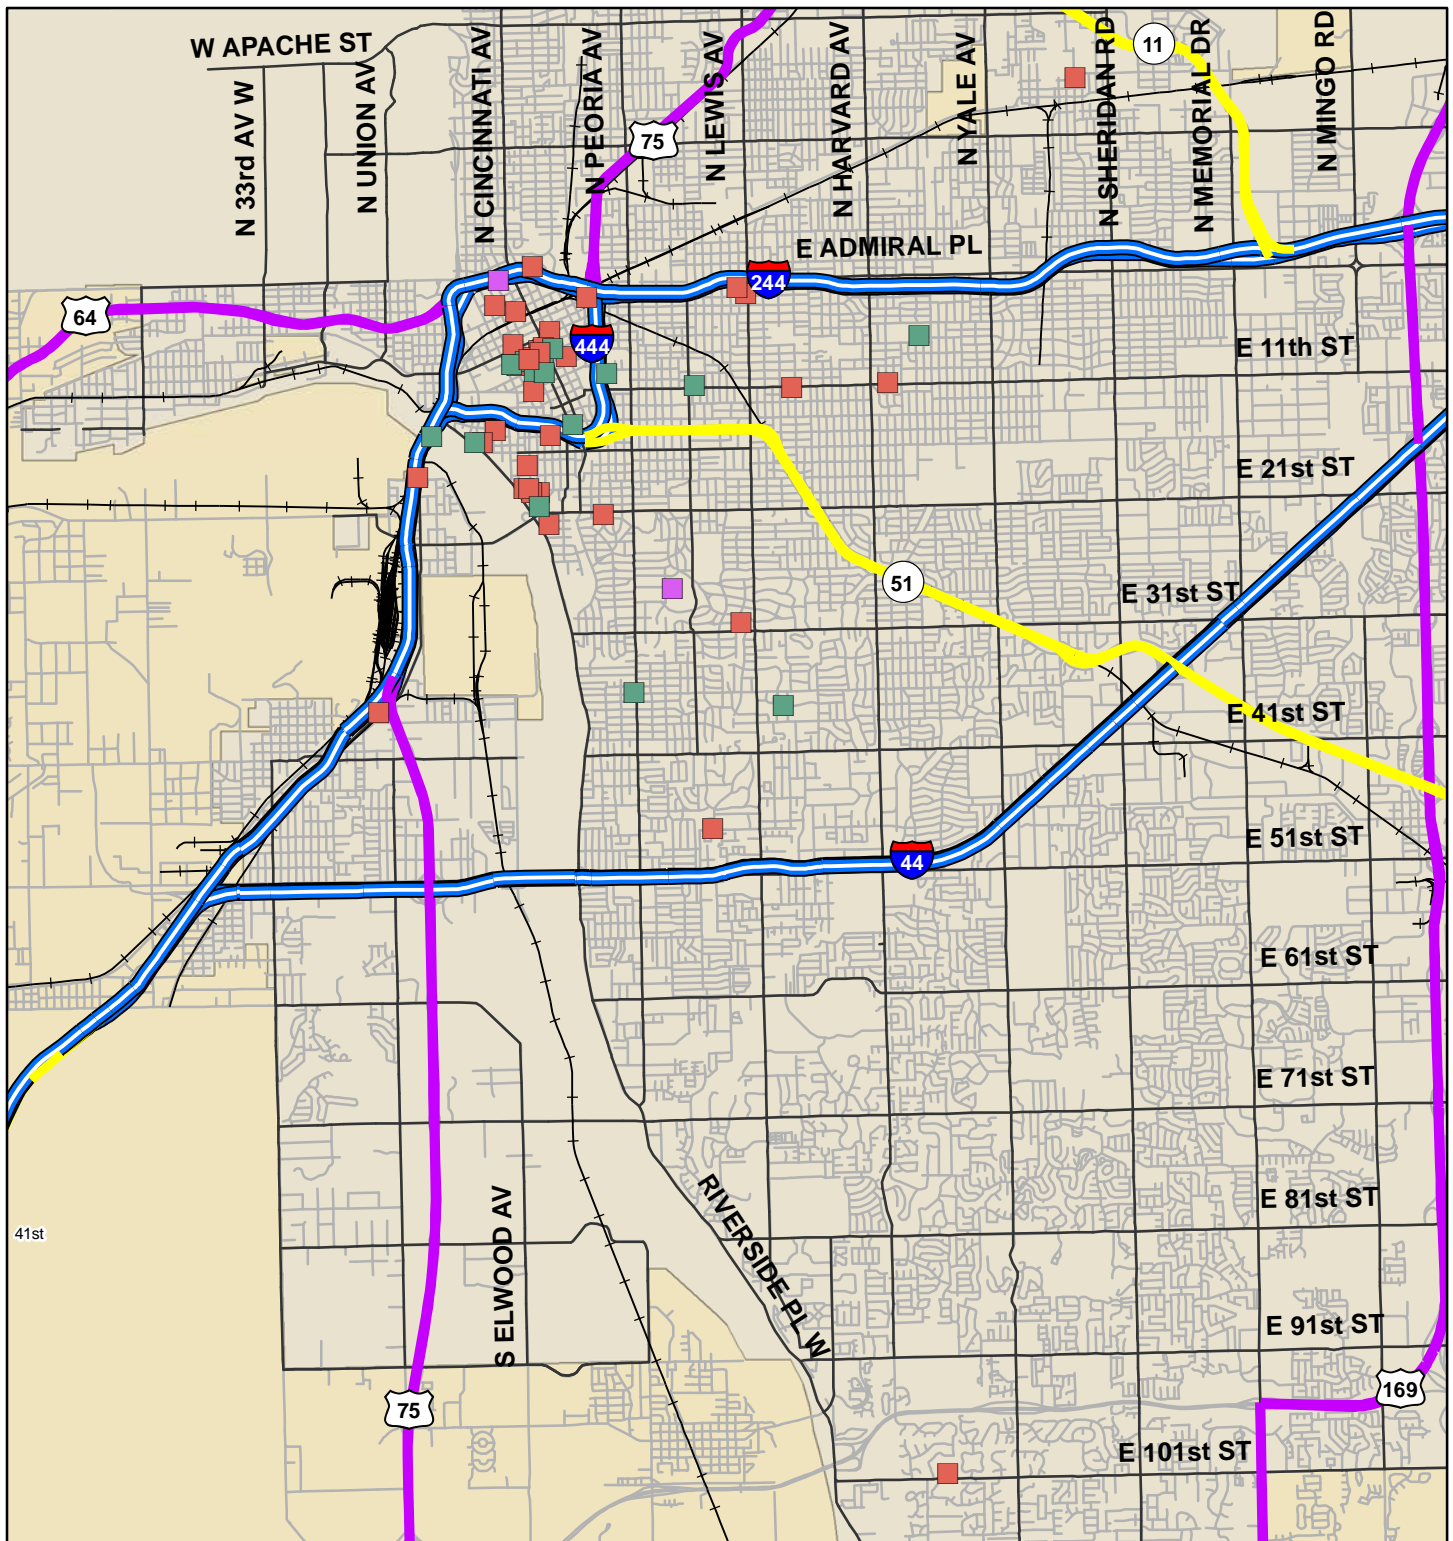 W APACHE ST
N 33rd AV W
N UNION AV
N CINCINNATI AV
N PEORIA AV
N LEWIS AV
N HARVARD AV
N YALE AV
N SHERIDAN RD
N MEMORIAL DR
N MINGO RD
11
75
E ADMIRAL PL
244
64
444
E 11th ST
E 21st ST
51
E 31st ST
E 41st ST
E 51st ST
44
E 61st ST
E 71st ST
E 81st ST
41st
S ELWOOD AV
RIVERSIDE PL W
E 91st ST
169
75
E 101st ST